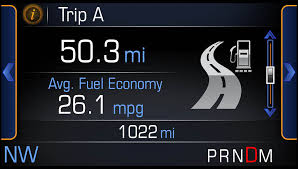 i Trip A
50.3 mi
Avg. Fuel Economy
26.1 mpg
1022 mi
NW PRNDM